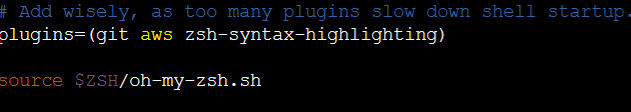 # Add wisely, as too many plugins slow down shell startup.
plugins=(git aws zsh-syntax-highlighting)
source $ZSH/oh-my-zsh.sh